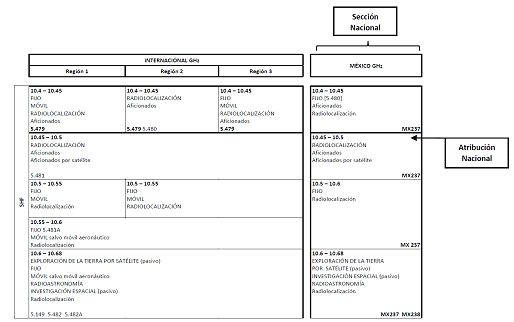 Sección
Nacional
INTERNACIONAL GHz
MÉXICO GHz
Región 1
Región 2
Región 3
10.4 – 10.45
FIJO
MÓVIL
RADIOLOCALIZACIÓN
Aficionados
5.479
10.4 – 10.45
RADIOLOCALIZACIÓN
Aficionados
5.479 5.480
10.4 – 10.45
FIJO
MÓVIL
RADIOLOCALIZACIÓN
Aficionados
5.479
10.4 – 10.45
FIJO [5.480]
Aficionados
Radiolocalización
MX237
10.45 – 10.5
RADIOLOCALIZACIÓN
Aficionados
Aficionados por satélite
5.481
10.45 – 10.5
RADIOLOCALIZACIÓN
Aficionados
Aficionados por satélite
MX237
Atribución
Nacional
SHF
10.5 – 10.55
FIJO
MÓVIL
Radiolocalización
10.5 – 10.55
FIJO
MÓVIL
RADIOLOCALIZACIÓN
10.5 – 10.6
FIJO
Radiolocalización
MX 237
10.55 – 10.6
FIJO 5.481A
MÓVIL salvo móvil aeronáutico
Radiolocalización
10.6 – 10.68
EXPLORACIÓN DE LA TIERRA POR SATÉLITE (pasivo)
FIJO
MÓVIL salvo móvil aeronáutico
RADIOASTRONOMÍA
INVESTIGACIÓN ESPACIAL (pasivo)
Radiolocalización
5.149 5.482 5.482A
10.6 – 10.68
EXPLORACIÓN DE LA TIERRA
POR SATÉLITE (pasivo)
INVESTIGACIÓN ESPACIAL (pasivo)
RADIOASTRONOMÍA
Radiolocalización
MX237 MX238